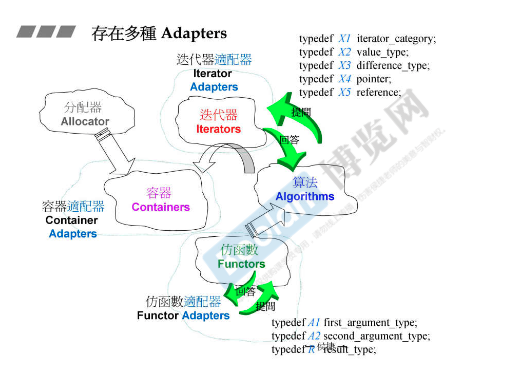 存在多種 Adapters
迭代器適配器
Iterator
Adapters
typedef X1 iterator_category;
typedef X2 value_type;
typedef X3 difference_type;
typedef X4 pointer;
typedef X5 reference;
分配器
Allocator
迭代器
Iterators
提問
回答
容器
Containers
算法
Algorithms
容器適配器
Container
Adapters
仿函數
Functors
回答
提問
仿函數適配器
Functor Adapters
typedef A1 first_argument_type;
typedef A2 second_argument_type;
typedef R result_type;
博览网